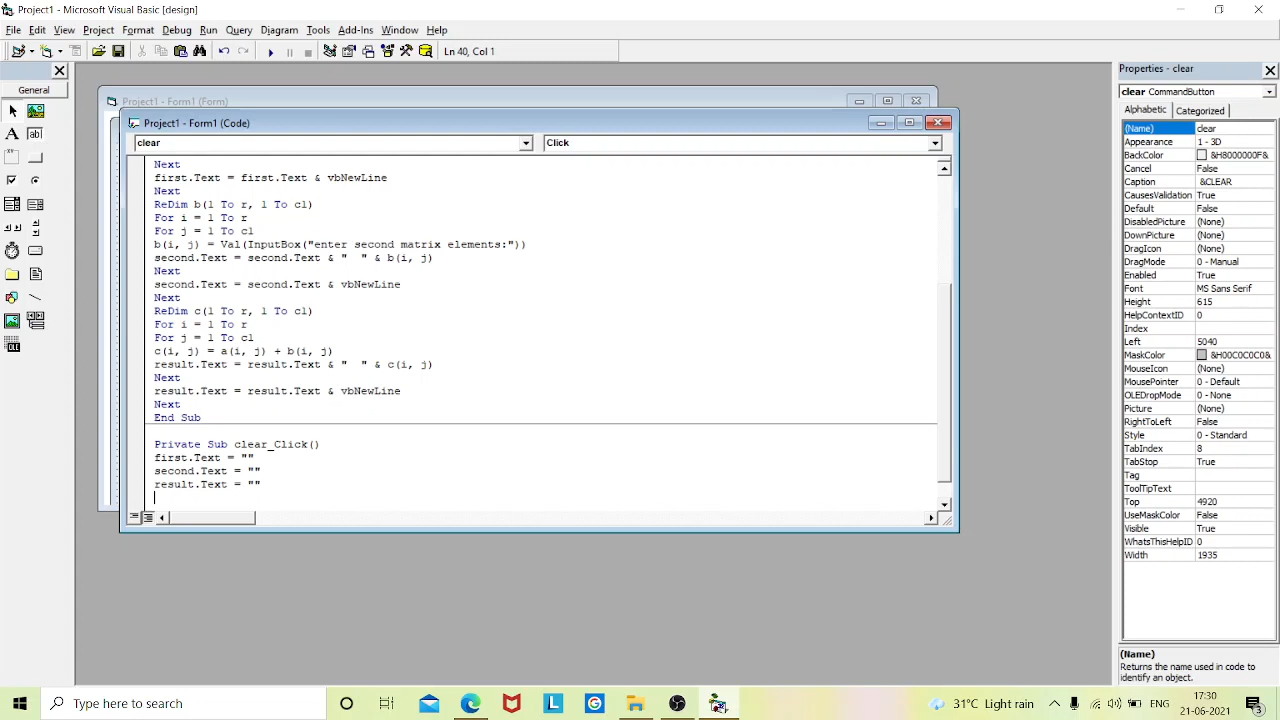 Project1 - Microsoft Visual Basic [design]
File Edit View Project Format Debug Run Query Diagram Tools Add-Ins Window Help
Ln 40, Col 1
General
Project1 - Form1 (Form)
Project1 - Form1 (Code)
clear Click
Next
first.Text = first.Text & vbNewLine
Next
ReDim b(1 To r, 1 To cl)
For i = 1 To r
For j = 1 To cl
b(i, j) = Val(InputBox("enter second matrix elements:"))
second.Text = second.Text & "  " & b(i, j)
Next
second.Text = second.Text & vbNewLine
Next
ReDim c(1 To r, 1 To cl)
For i = 1 To r
For j = 1 To cl
c(i, j) = a(i, j) + b(i, j)
result.Text = result.Text & "  " & c(i, j)
Next
result.Text = result.Text & vbNewLine
Next
End Sub
Private Sub clear_Click()
first.Text = ""
second.Text = ""
result.Text = ""
Properties - clear
clear CommandButton
Alphabetic Categorized
(Name) clear
Appearance 1 - 3D
BackColor &H8000000F&
Cancel False
Caption &CLEAR
CausesValidation True
Default False
DisabledPicture (None)
DownPicture (None)
DragIcon (None)
DragMode 0 - Manual
Enabled True
Font MS Sans Serif
Height 615
HelpContextID 0
Index
Left 5040
MaskColor &H00C0C0C0&
MouseIcon (None)
MousePointer 0 - Default
OLEDropMode 0 - None
Picture (None)
RightToLeft False
Style 0 - Standard
TabIndex 8
TabStop True
Tag
ToolTipText
Top 4920
UseMaskColor False
Visible True
WhatsThisHelpID 0
Width 1935
(Name)
Returns the name used in code to
identify an object.
Type here to search
31°C Light rain
ENG
17:30
21-06-2021
3